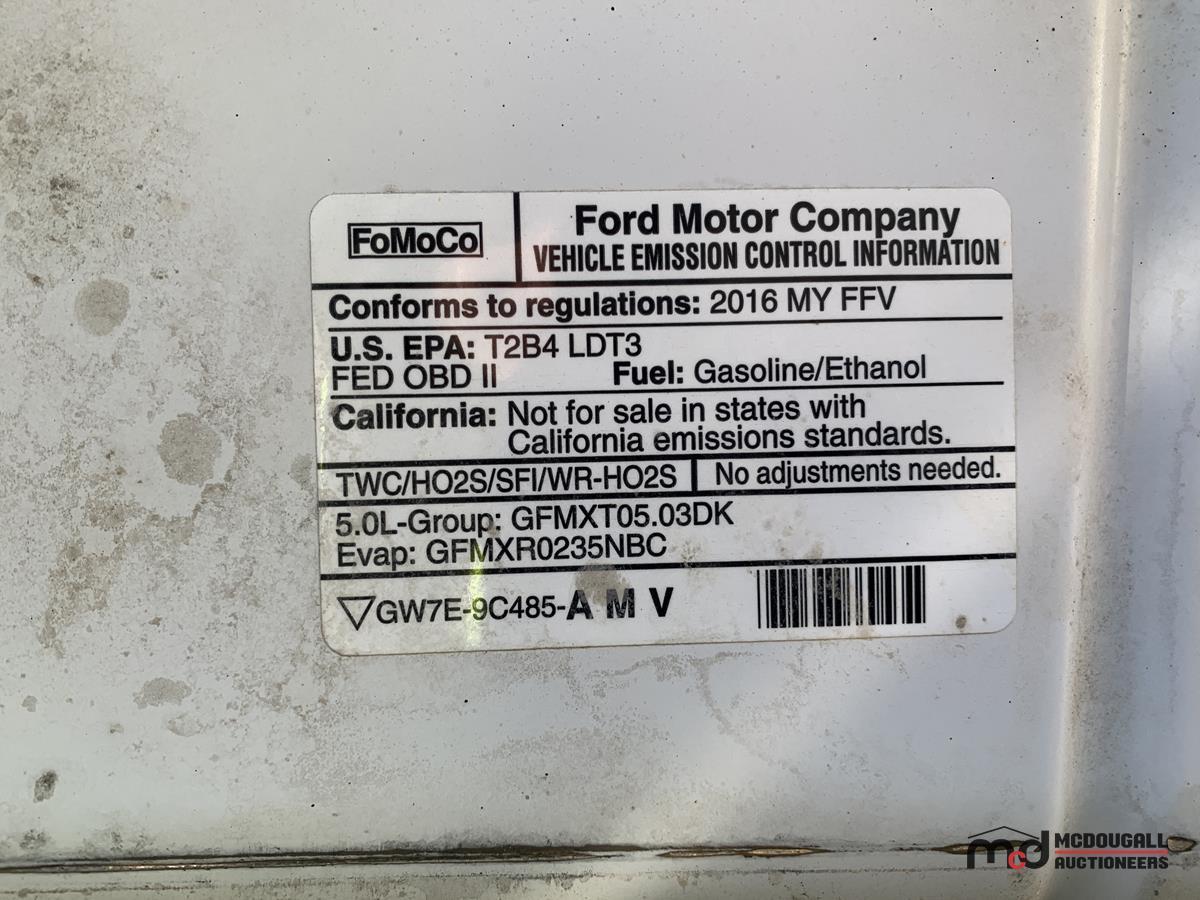 FoMoCo
Ford Motor Company
VEHICLE EMISSION CONTROL INFORMATION
Conforms to regulations: 2016 MY FFV
U.S. EPA: T2B4 LDT3
FED OBD II Fuel: Gasoline/Ethanol
California: Not for sale in states with
California emissions standards.
TWC/HO2S/SFI/WR-HO2S No adjustments needed.
5.0L-Group: GFMXT05.03DK
Evap: GFMXR0235NBC
▽GW7E-9C485-A M V
mcd MCDOUGALL
AUCTIONEERS